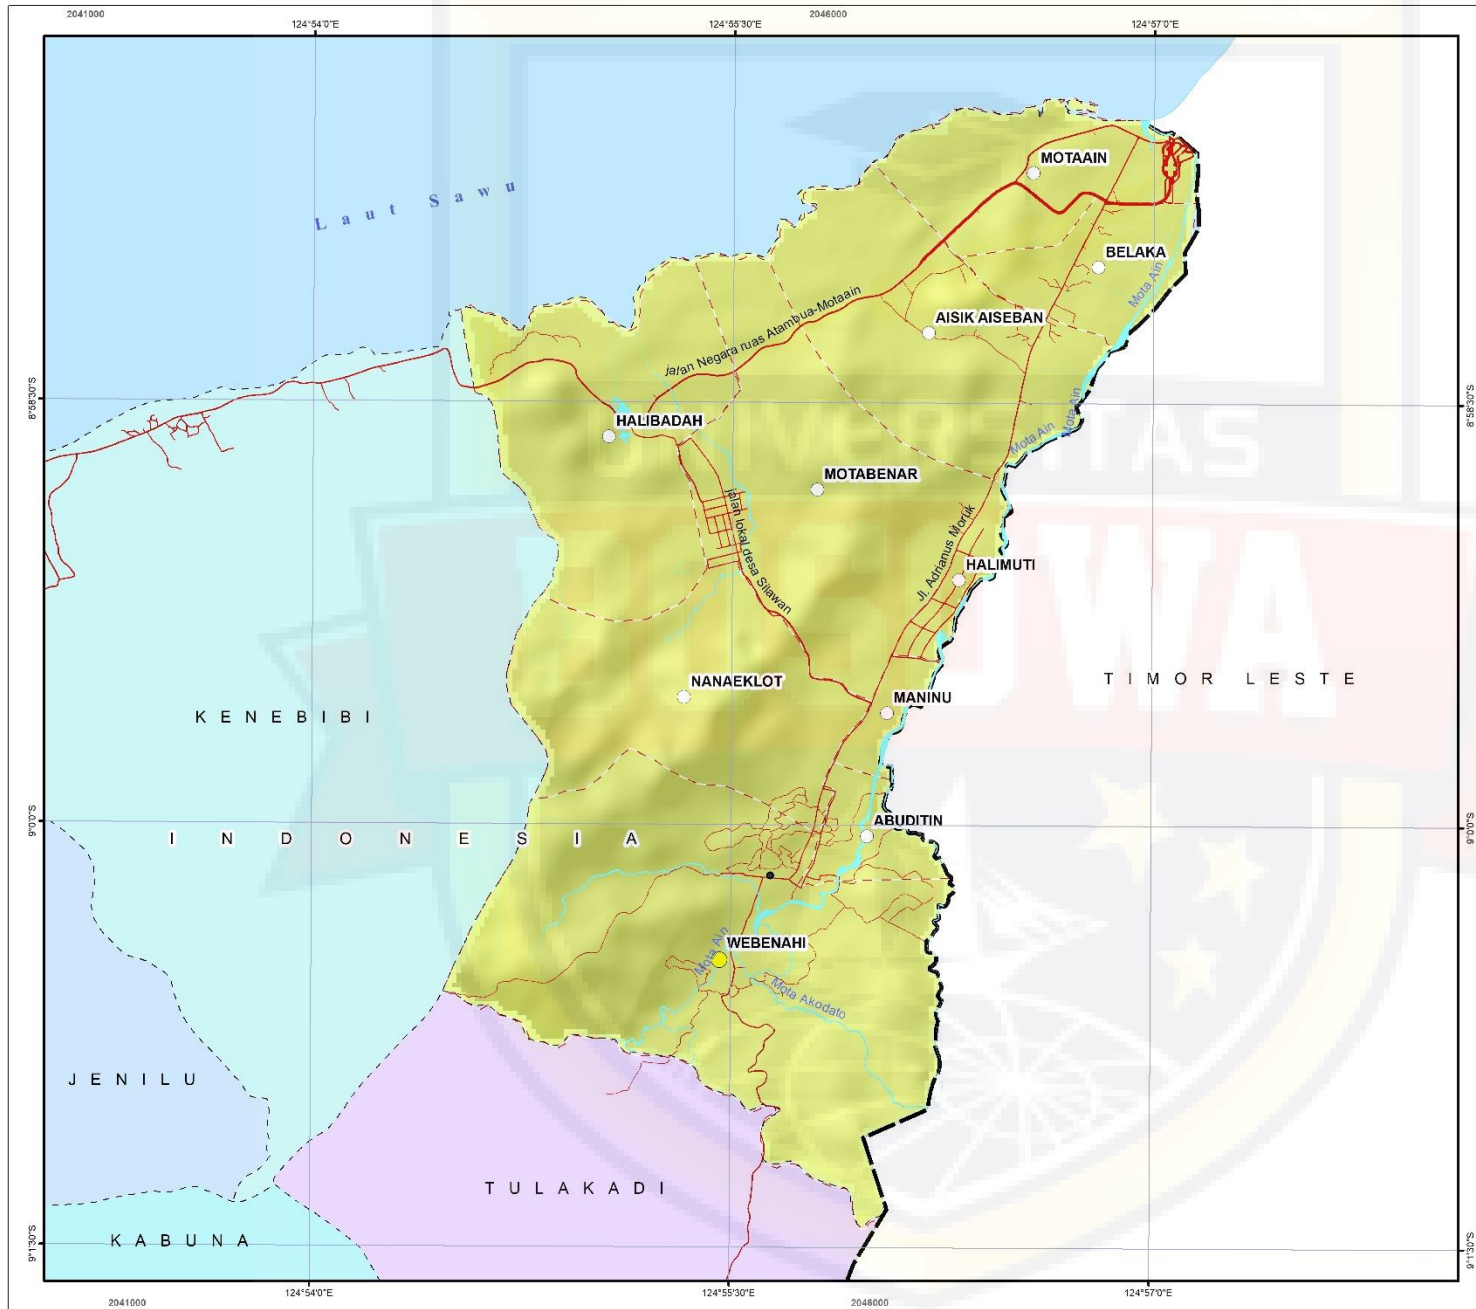 2041000
2046000
124°54'0"E
124°55'30"E
124°57'0"E
MOTAAIN
Laut Sawu
BELAKA
Mota Ain
AISIK AISEBAN
jalan Negara ruas Atambua-Motaain
8°58'30"S
8°58'30"S
HALIBADAH
Mota Ain
Mota Ain
UNIVERSITAS
MOTABENAR
jalan lokal desa Silawan
Jl. Adrianus Moruk
HALIMUTI
BOSOWA
NANAEKLOT
TIMOR LESTE
MANINU
KENEBIBI
9°0'0"S
9°0'0"S
ABUDITIN
INDONESIA
WEBENAHI
Mota Ain
Mota Akodato
JENILU
TULAKADI
KABUNA
9°1'30"S
9°1'30"S
124°54'0"E
124°55'30"E
124°57'0"E
2041000
2046000